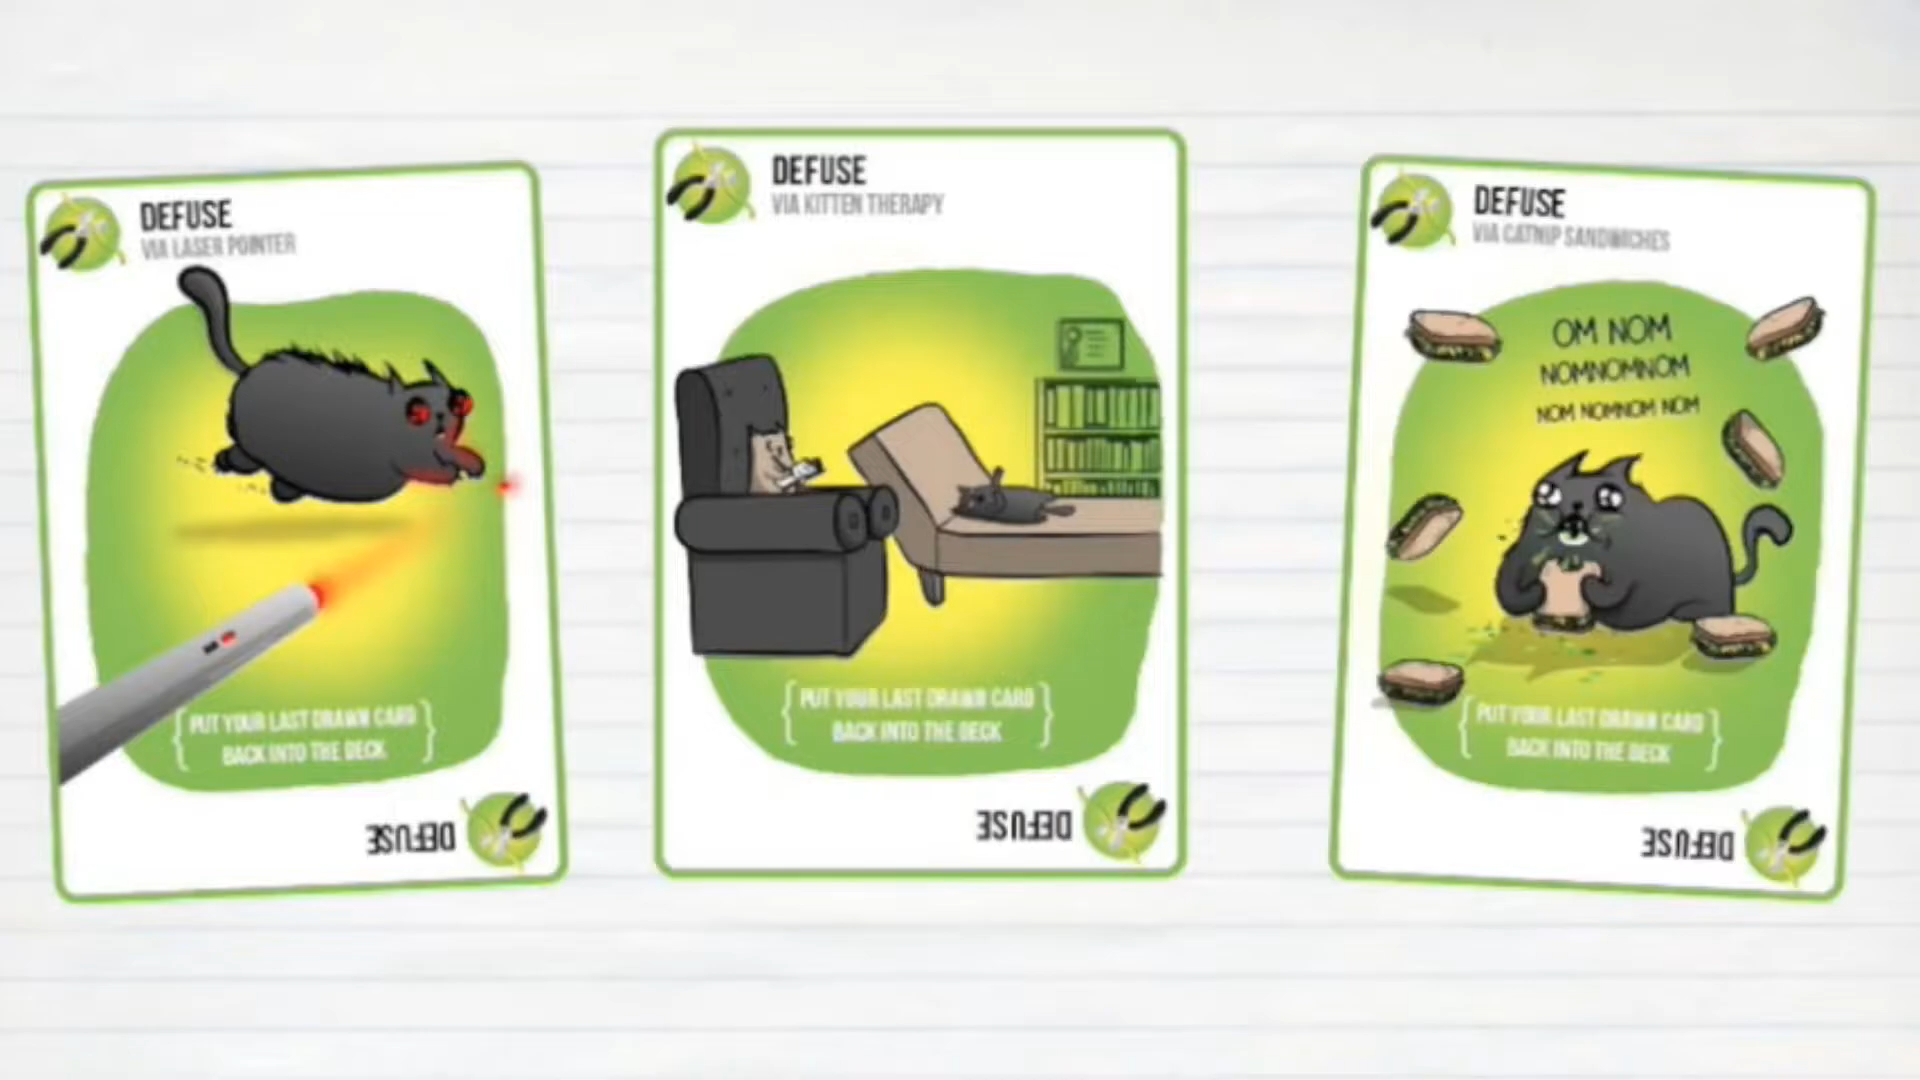 DEFUSE
VIA LASER POINTER
PUT YOUR LAST DRAWN CARD
BACK INTO THE DECK
DEFUSE
DEFUSE
VIA KITTEN THERAPY
PUT YOUR LAST DRAWN CARD
BACK INTO THE DECK
DEFUSE
DEFUSE
VIA CATNIP SANDWICHES
OM NOM
NOMNOMNOM
NOM NOMNOM NOM
PUT YOUR LAST DRAWN CARD
BACK INTO THE DECK
DEFUSE